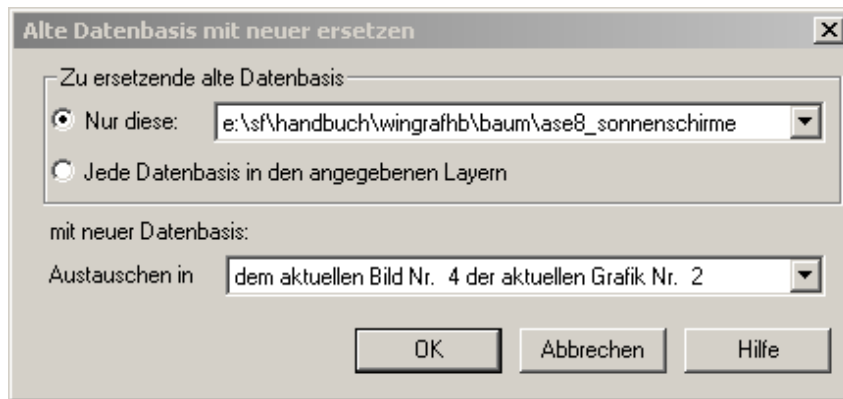 Alte Datenbasis mit neuer ersetzen
Zu ersetzende alte Datenbasis
Nur diese: e:\sf\handbuch\wingrafhb\baum\ase8_sonnenschirme
Jede Datenbasis in den angegebenen Layern
mit neuer Datenbasis:
Austauschen in dem aktuellen Bild Nr. 4 der aktuellen Grafik Nr. 2
OK Abbrechen Hilfe